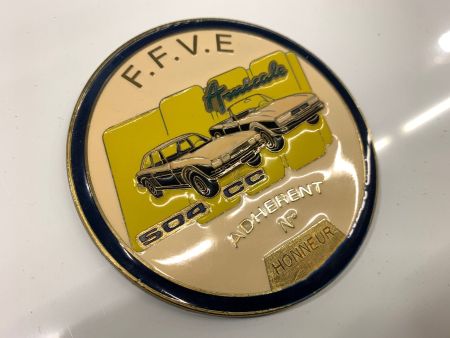 F.F.V.E
Amicale
504 CC
ADHERENT
N°
HONNEUR